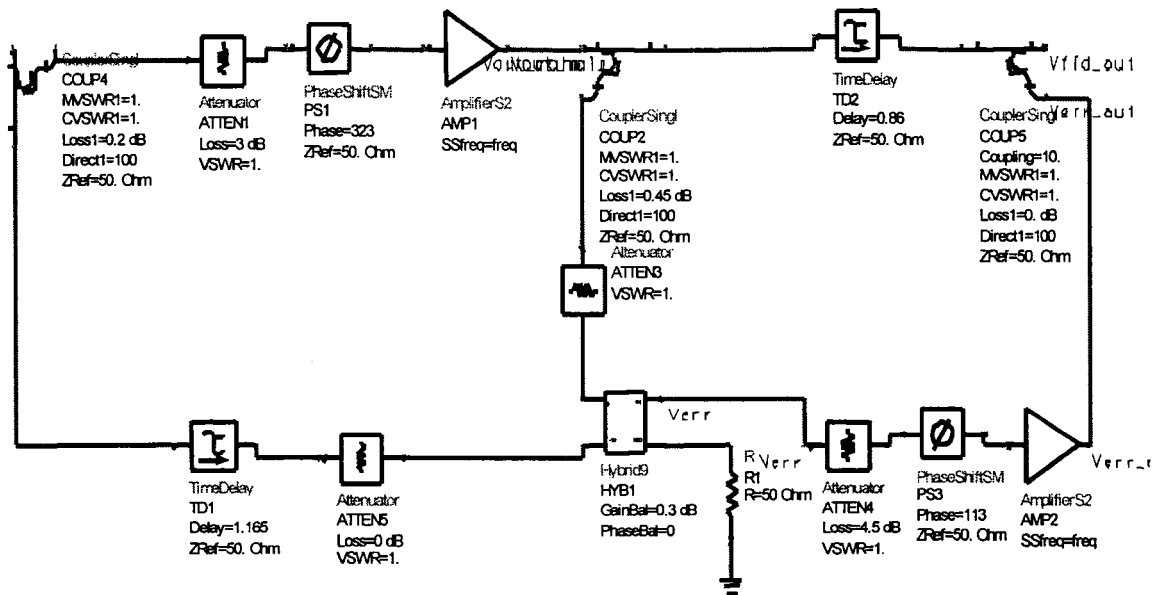 CouplerSingl
COUP4
MVSWR1=1.
CVSWR1=1.
Loss1=0.2 dB
Direct1=100
ZRef=50. Ohm
Attenuator
ATTEN1
Loss=3 dB
VSWR=1.
PhaseShiftSM
PS1
Phase=323
ZRef=50. Ohm
AmplifierS2
AMP1
SSfreq=freq
CouplerSingl
COUP2
MVSWR1=1.
CVSWR1=1.
Loss1=0.45 dB
Direct1=100
ZRef=50. Ohm
TimeDelay
TD2
Delay=0.86
ZRef=50. Ohm
Vffd_out
Verr_out
CouplerSingl
COUP5
Coupling=10.
MVSWR1=1.
CVSWR1=1.
Loss1=0. dB
Direct1=100
ZRef=50. Ohm
Attenuator
ATTEN3
VSWR=1.
TimeDelay
TD1
Delay=1.165
ZRef=50. Ohm
Attenuator
ATTEN5
Loss=0 dB
VSWR=1.
Hybrid9
HYB1
GainBal=0.3 dB
PhaseBal=0
Verr
R
R1
R=50 Ohm
Verr
Attenuator
ATTEN4
Loss=4.5 dB
VSWR=1.
PhaseShiftSM
PS3
Phase=113
ZRef=50. Ohm
AmplifierS2
AMP2
SSfreq=freq